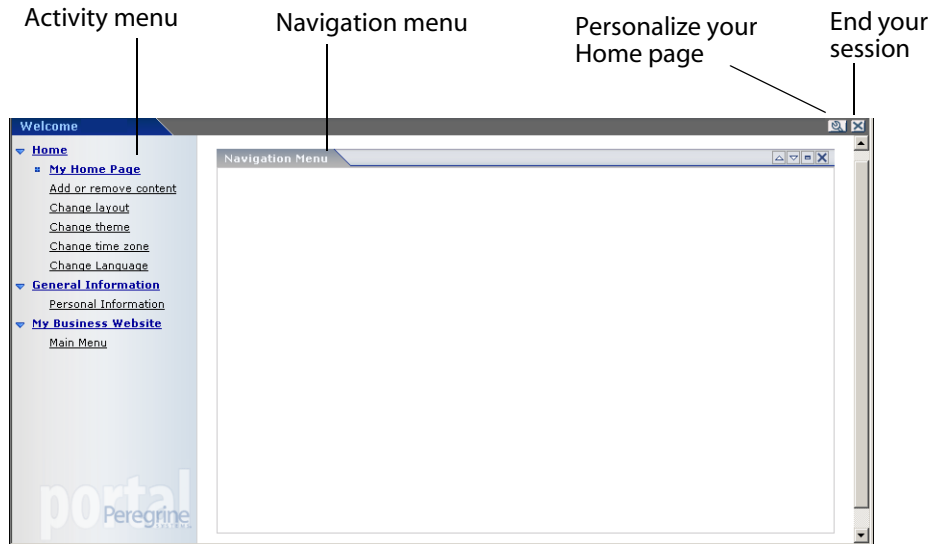 Activity menu
Navigation menu
Personalize your
Home page
End your
session
Welcome
Home
My Home Page
Add or remove content
Change layout
Change theme
Change time zone
Change Language
General Information
Personal Information
My Business Website
Main Menu
Navigation Menu
portal
Peregrine
SYSTEMS